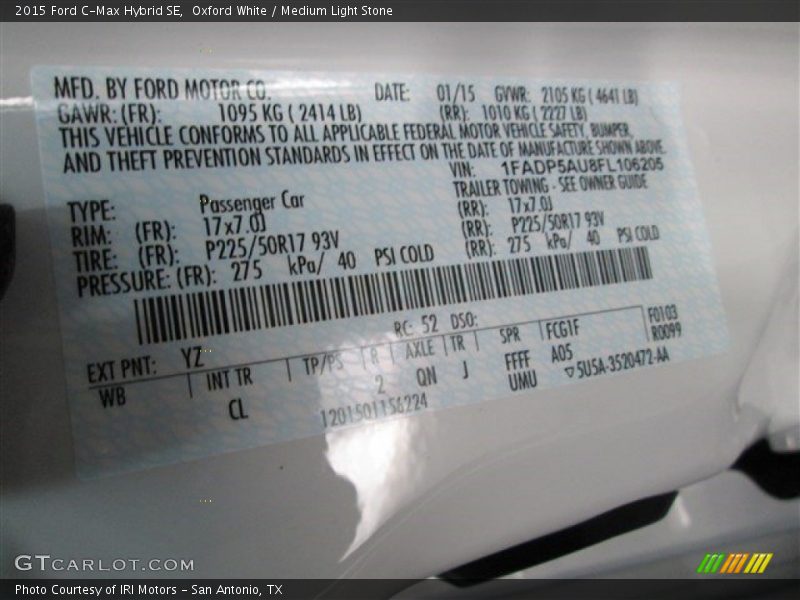 2015 Ford C-Max Hybrid SE,  Oxford White / Medium Light Stone
MFD. BY FORD MOTOR CO.  DATE:  01/15  GVWR:  2105 KG ( 4641 LB)
GAWR: (FR):  1095 KG ( 2414 LB)  (RR):  1010 KG ( 2227 LB)
THIS VEHICLE CONFORMS TO ALL APPLICABLE FEDERAL MOTOR VEHICLE SAFETY, BUMPER,
AND THEFT PREVENTION STANDARDS IN EFFECT ON THE DATE OF MANUFACTURE SHOWN ABOVE.
VIN:  1FADP5AU8FL106205
TRAILER TOWING - SEE OWNER GUIDE
TYPE:  Passenger Car
RIM:  (FR):  17x7.0J  (RR):  17x7.0J
TIRE:  (FR):  P225/50R17 93V  (RR):  P225/50R17 93V
PRESSURE: (FR):  275  kPa/  40  PSI COLD  (RR):  275  kPa/  40  PSI COLD
RC:  52  DSO:
EXT PNT:  YZ
WB  INT TR  TP/PS  R  AXLE  TR  SPR  FCG1F  F0103
CL  2  QN  J  FFFF  A05  R0099
UMU  ▽5U5A-3520472-AA
1201501156224
GTCARLOT.COM
Photo Courtesy of IRI Motors – San Antonio, TX